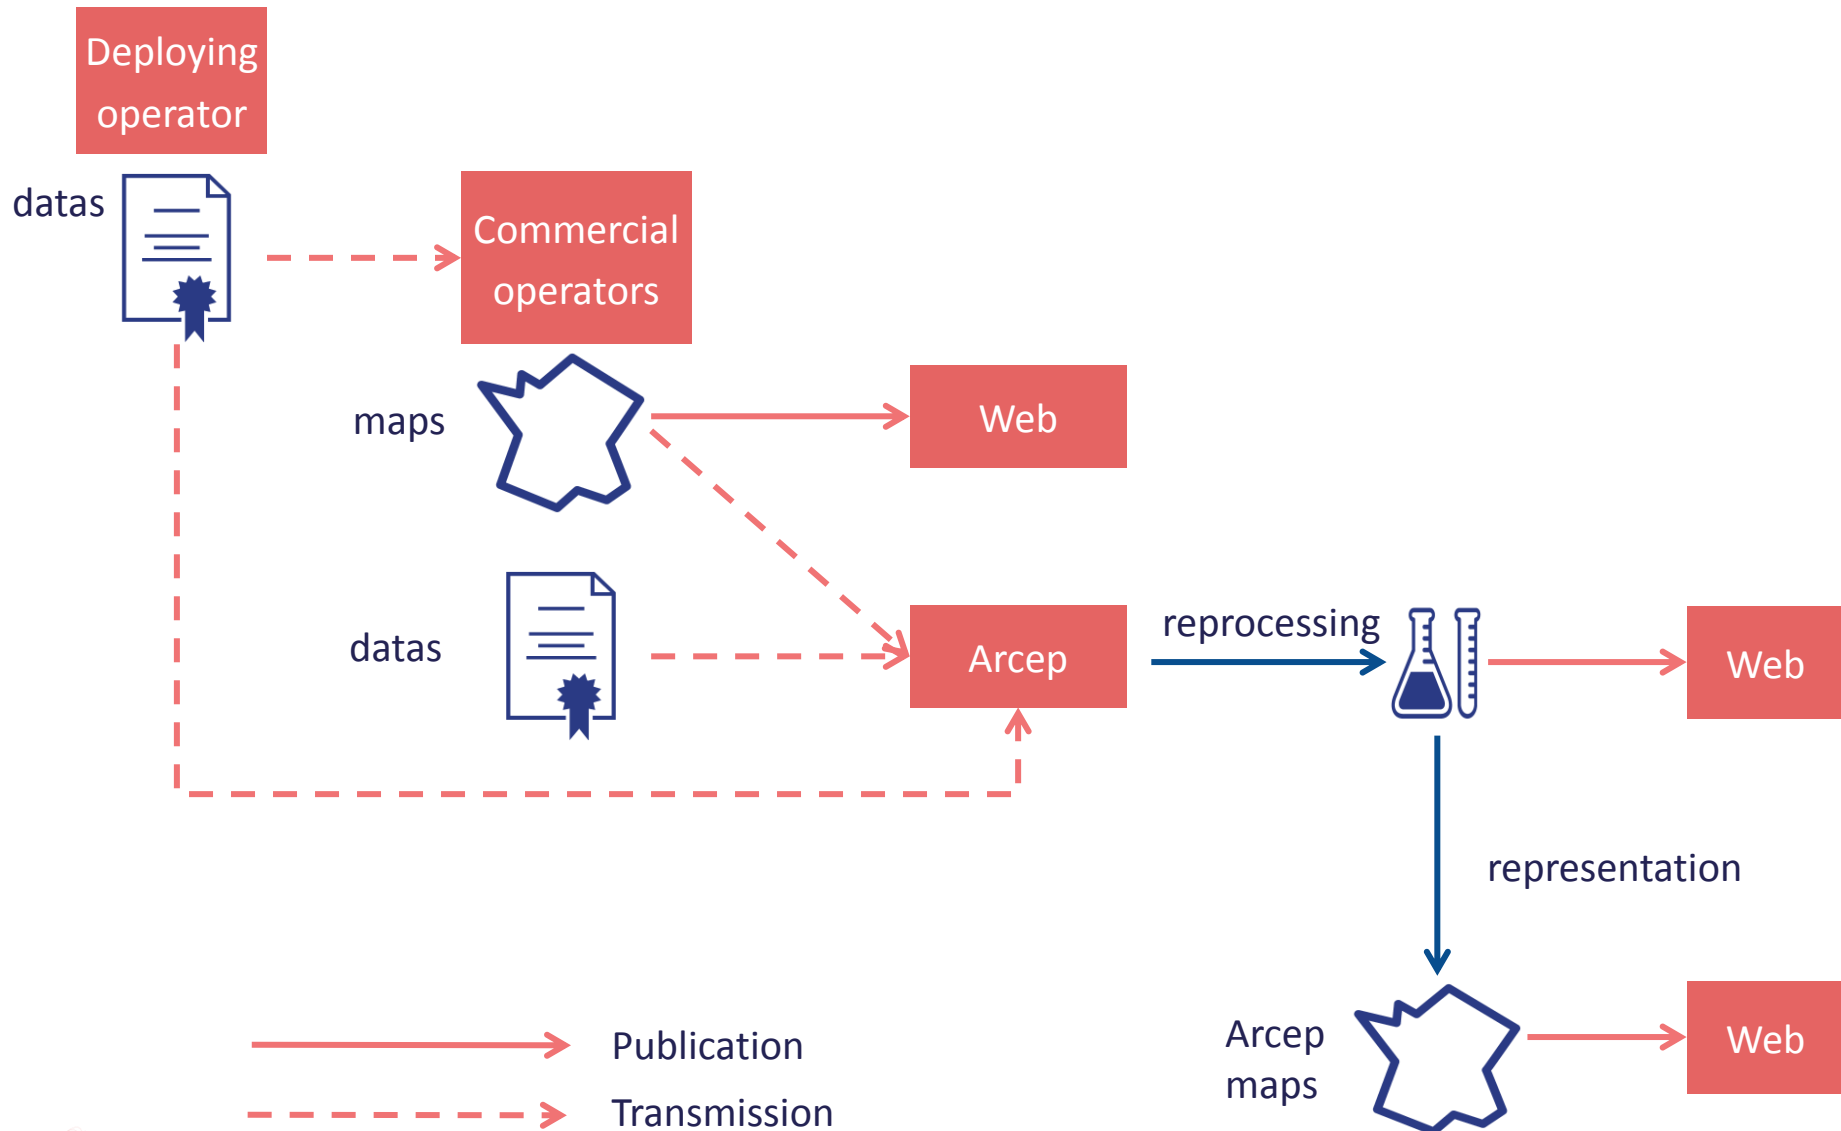 Deploying
operator
datas
Commercial
operators
maps
Web
datas
Arcep
reprocessing
Web
representation
Arcep
maps
Web
Publication
Transmission